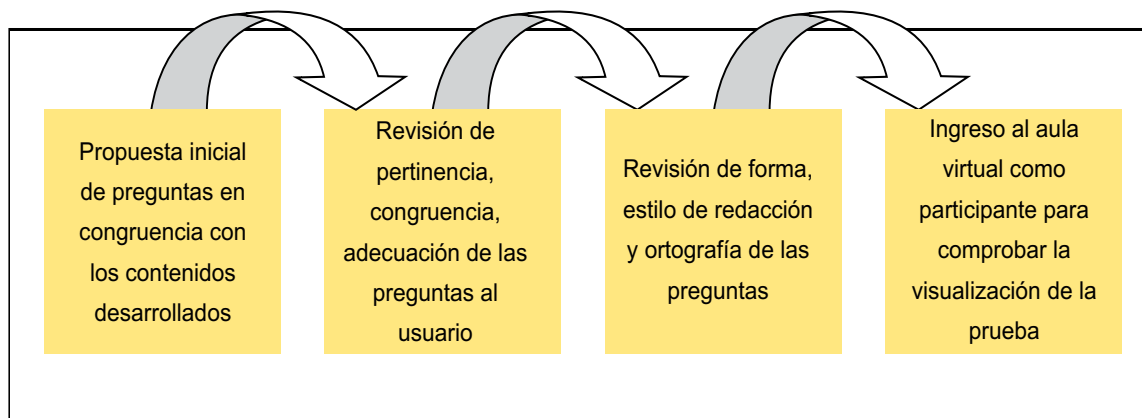 Propuesta inicial
de preguntas en
congruencia con
los contenidos
desarrollados
Revisión de
pertinencia,
congruencia,
adecuación de las
preguntas al
usuario
Revisión de forma,
estilo de redacción
y ortografía de las
preguntas
Ingreso al aula
virtual como
participante para
comprobar la
visualización de la
prueba